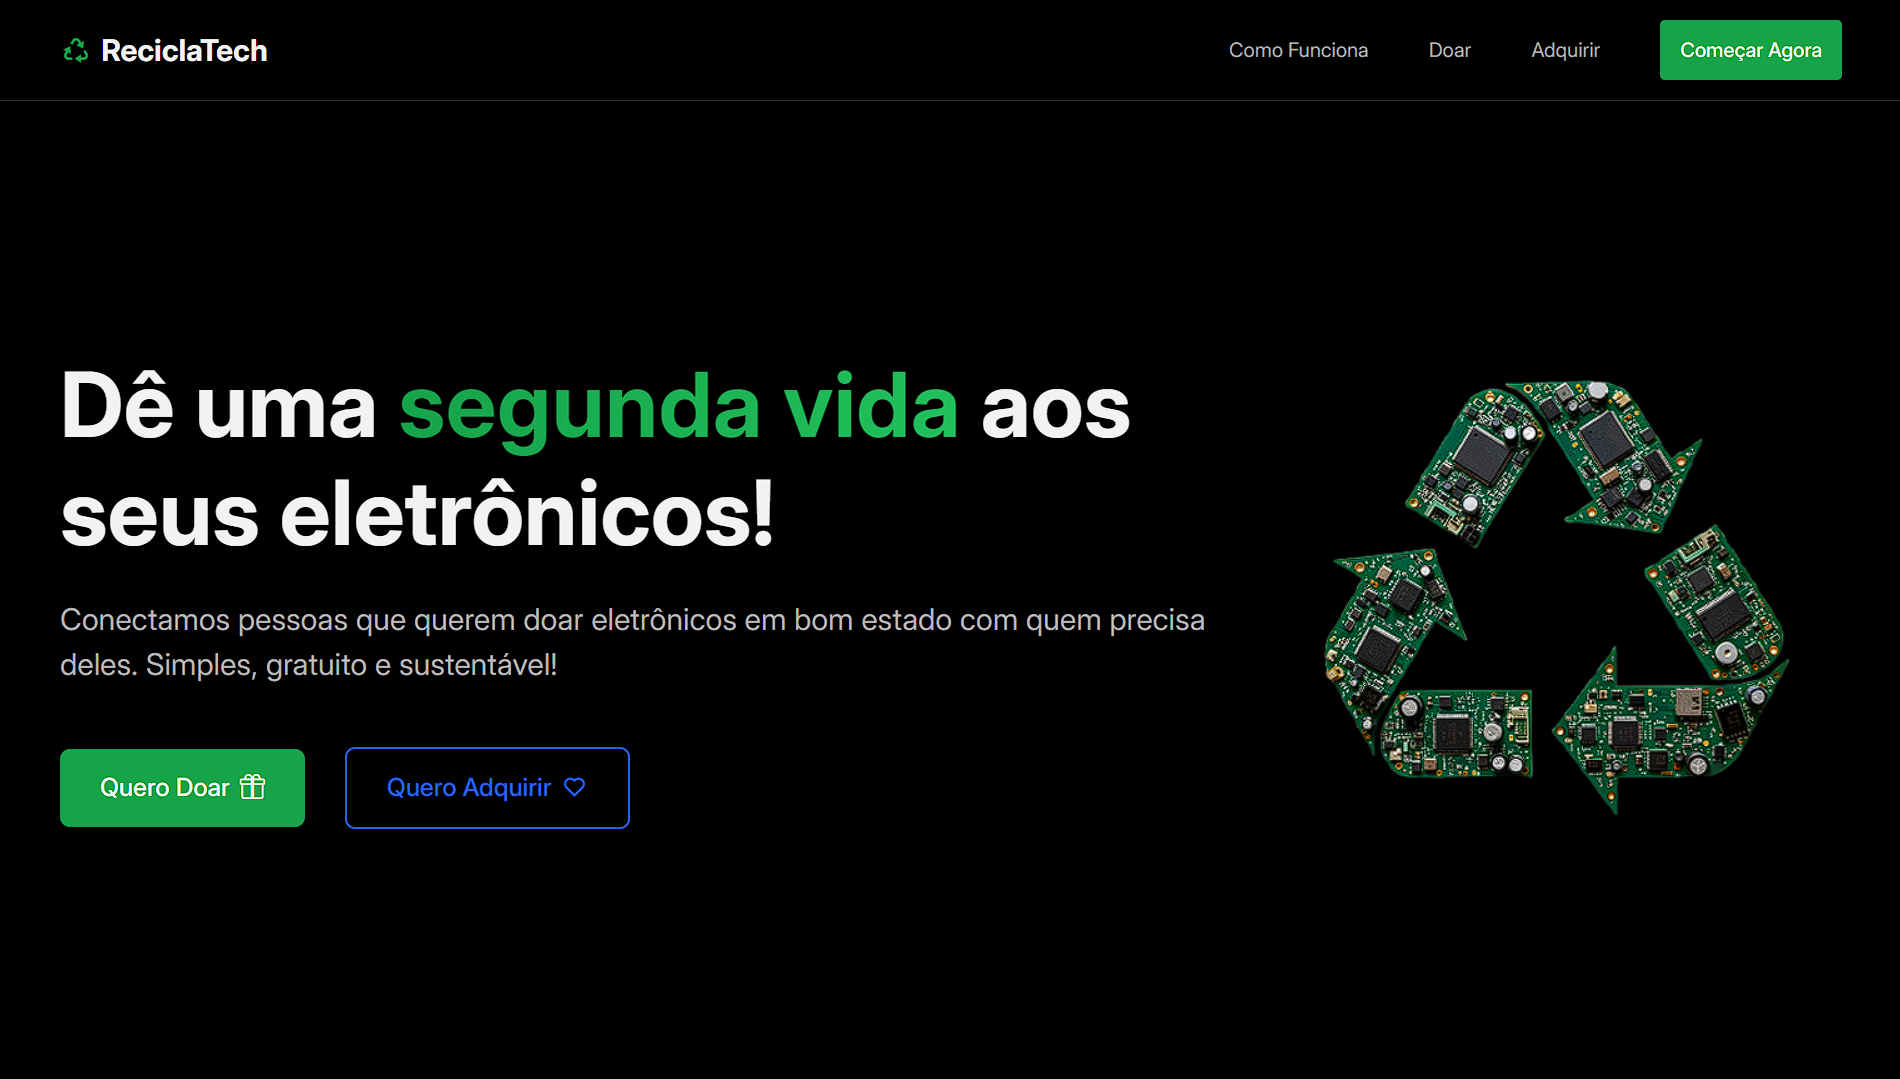 ReciclaTech
Como Funciona
Doar
Adquirir
Começar Agora
Dê uma segunda vida aos
seus eletrônicos!
Conectamos pessoas que querem doar eletrônicos em bom estado com quem precisa
deles. Simples, gratuito e sustentável!
Quero Doar
Quero Adquirir